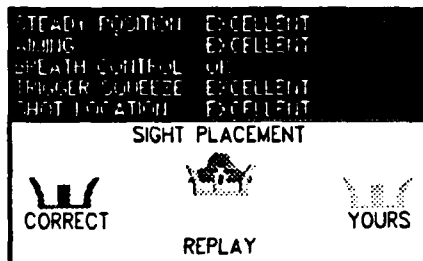 STEADY POSITION EXCELLENT
AIMING EXCELLENT
BREATH CONTROL OK
TRIGGER SQUEEZE EXCELLENT
SHOT LOCATION EXCELLENT
SIGHT PLACEMENT
CORRECT YOURS
REPLAY